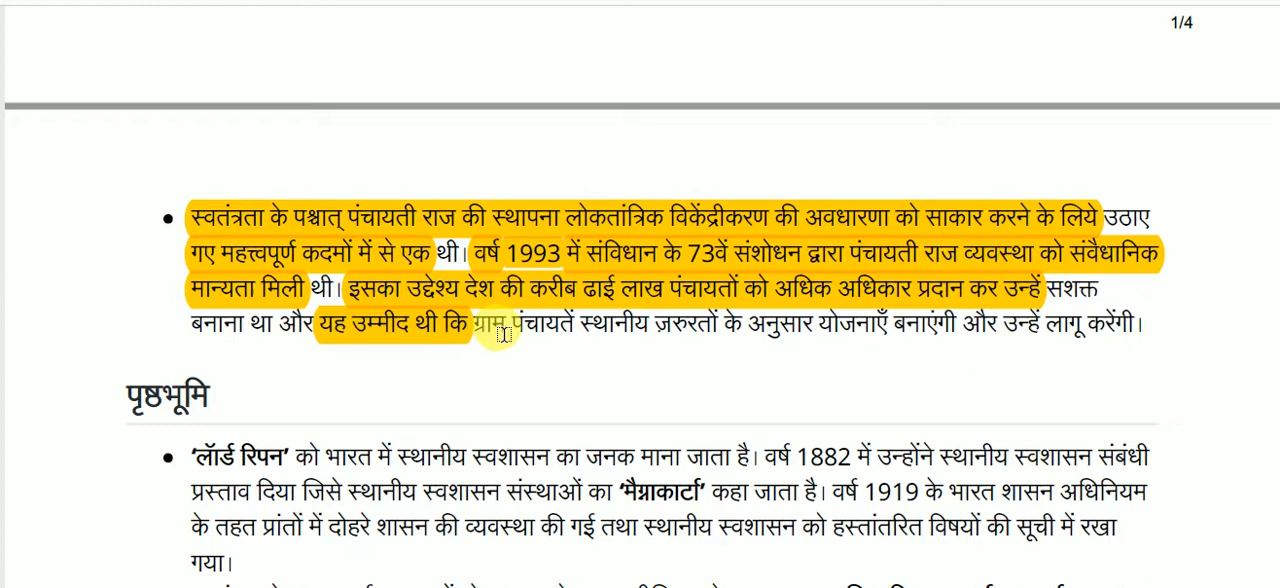 1/4
• स्वतंत्रता के पश्चात् पंचायती राज की स्थापना लोकतांत्रिक विकेंद्रीकरण की अवधारणा को साकार करने के लिये उठाए
गए महत्त्वपूर्ण कदमों में से एक थी। वर्ष 1993 में संविधान के 73वें संशोधन द्वारा पंचायती राज व्यवस्था को संवैधानिक
मान्यता मिली थी। इसका उद्देश्य देश की करीब ढाई लाख पंचायतों को अधिक अधिकार प्रदान कर उन्हें सशक्त
बनाना था और यह उम्मीद थी कि ग्राम पंचायतें स्थानीय ज़रुरतों के अनुसार योजनाएँ बनाएंगी और उन्हें लागू करेंगी।
पृष्ठभूमि
• ‘लॉर्ड रिपन’ को भारत में स्थानीय स्वशासन का जनक माना जाता है। वर्ष 1882 में उन्होंने स्थानीय स्वशासन संबंधी
प्रस्ताव दिया जिसे स्थानीय स्वशासन संस्थाओं का ‘मैग्नाकार्टा’ कहा जाता है। वर्ष 1919 के भारत शासन अधिनियम
के तहत प्रांतों में दोहरे शासन की व्यवस्था की गई तथा स्थानीय स्वशासन को हस्तांतरित विषयों की सूची में रखा
गया।